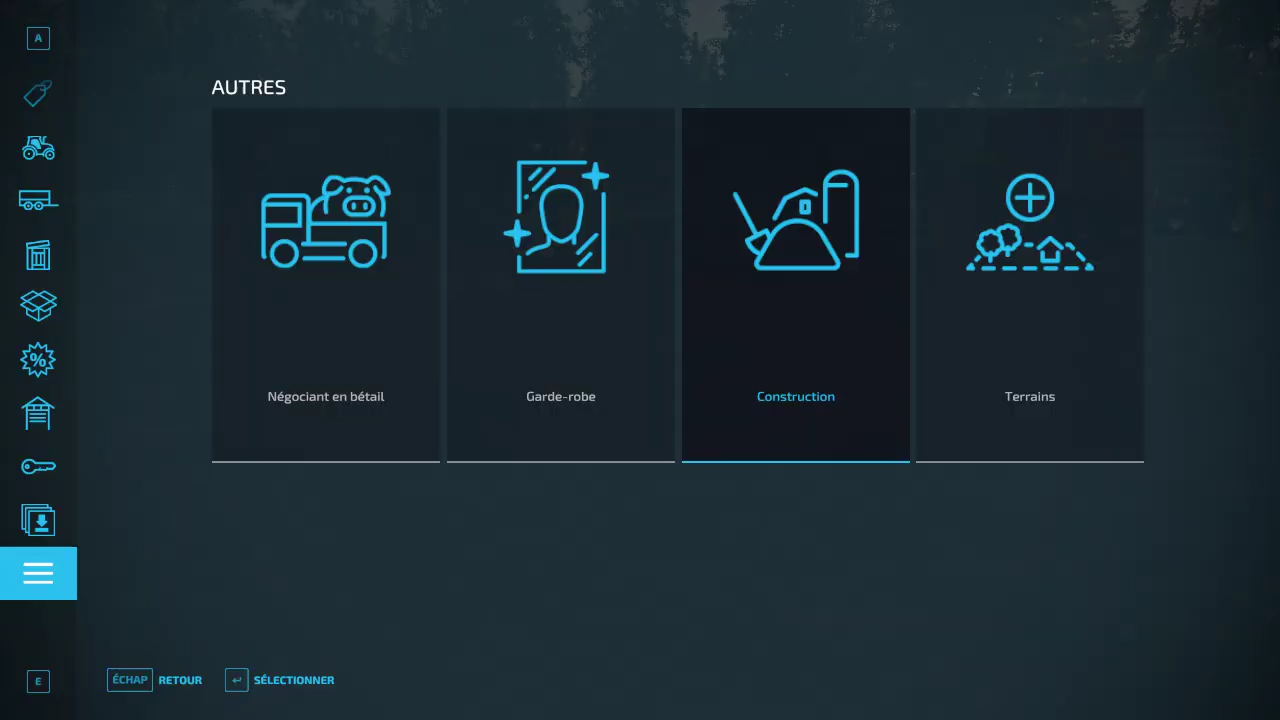 A
AUTRES
%
Négociant en bétail
Garde-robe
Construction
Terrains
E
ÉCHAP RETOUR
SÉLECTIONNER